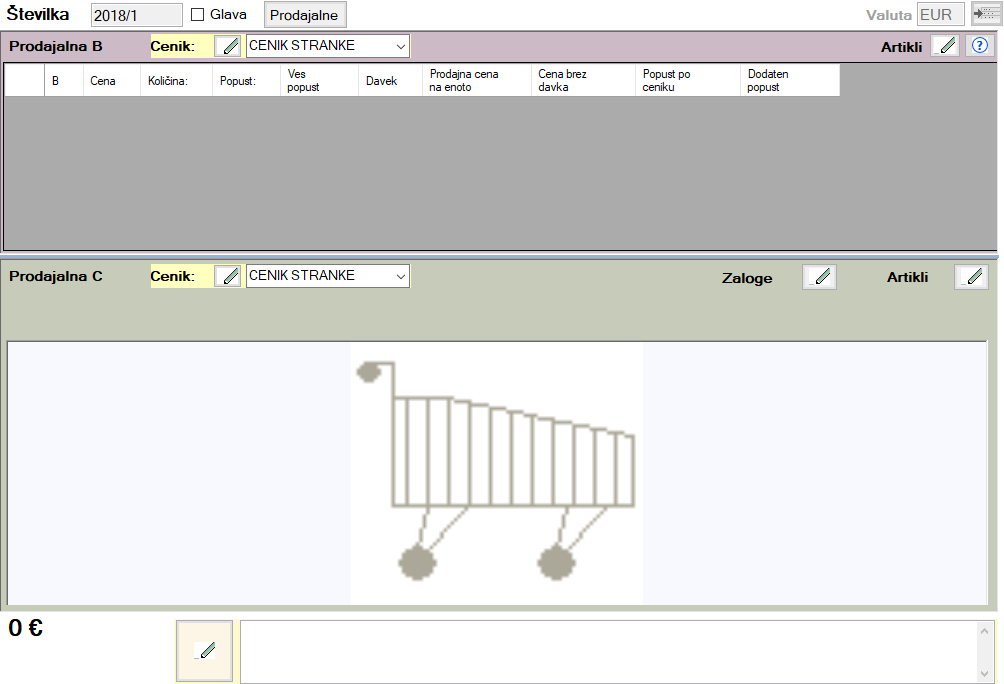 Številka 2018/1 Glava Prodajalne Valuta EUR
Prodajalna B Cenik: CENIK STRANKE Artikli ?
B Cena Količina: Popust: Ves popust Davek Prodajna cena na enoto Cena brez davka Popust po ceniku Dodaten popust
Prodajalna C Cenik: CENIK STRANKE Zaloge Artikli
0 €